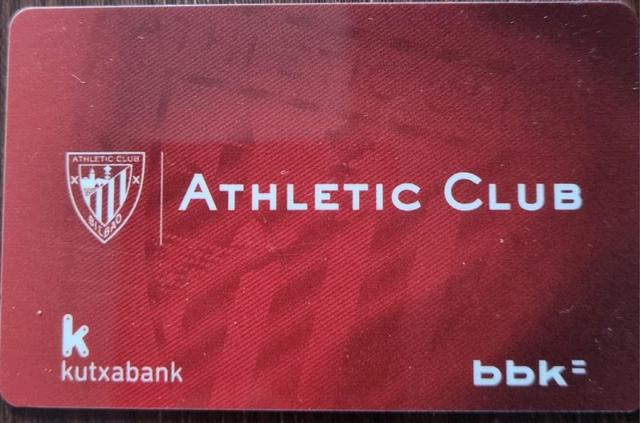 ATHLETIC CLUB
BILBAO
ATHLETIC CLUB
k
kutxabank
bbk=